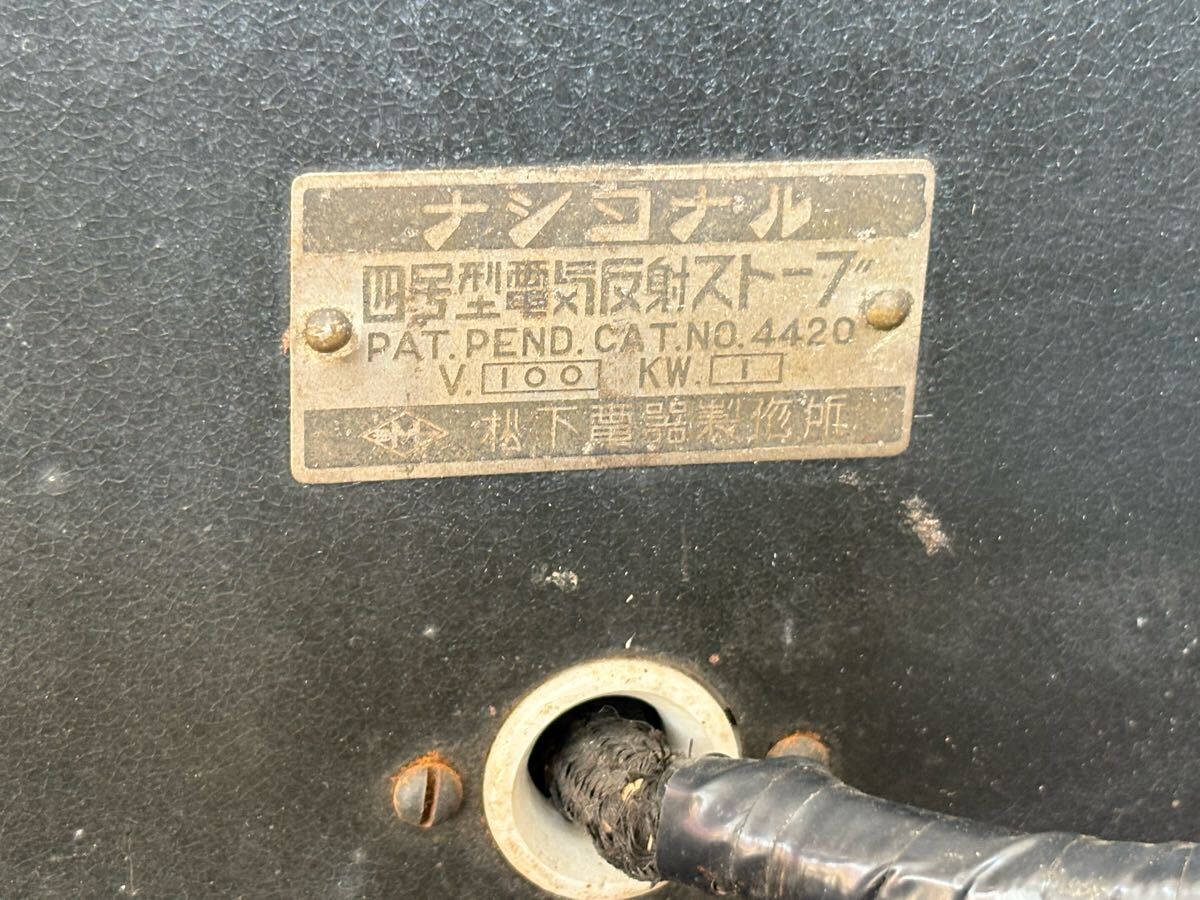 ナショナル
四号型電気反射ストーブ
PAT. PEND. CAT. NO. 4420
V. 100 KW. 1
松下電器製作所